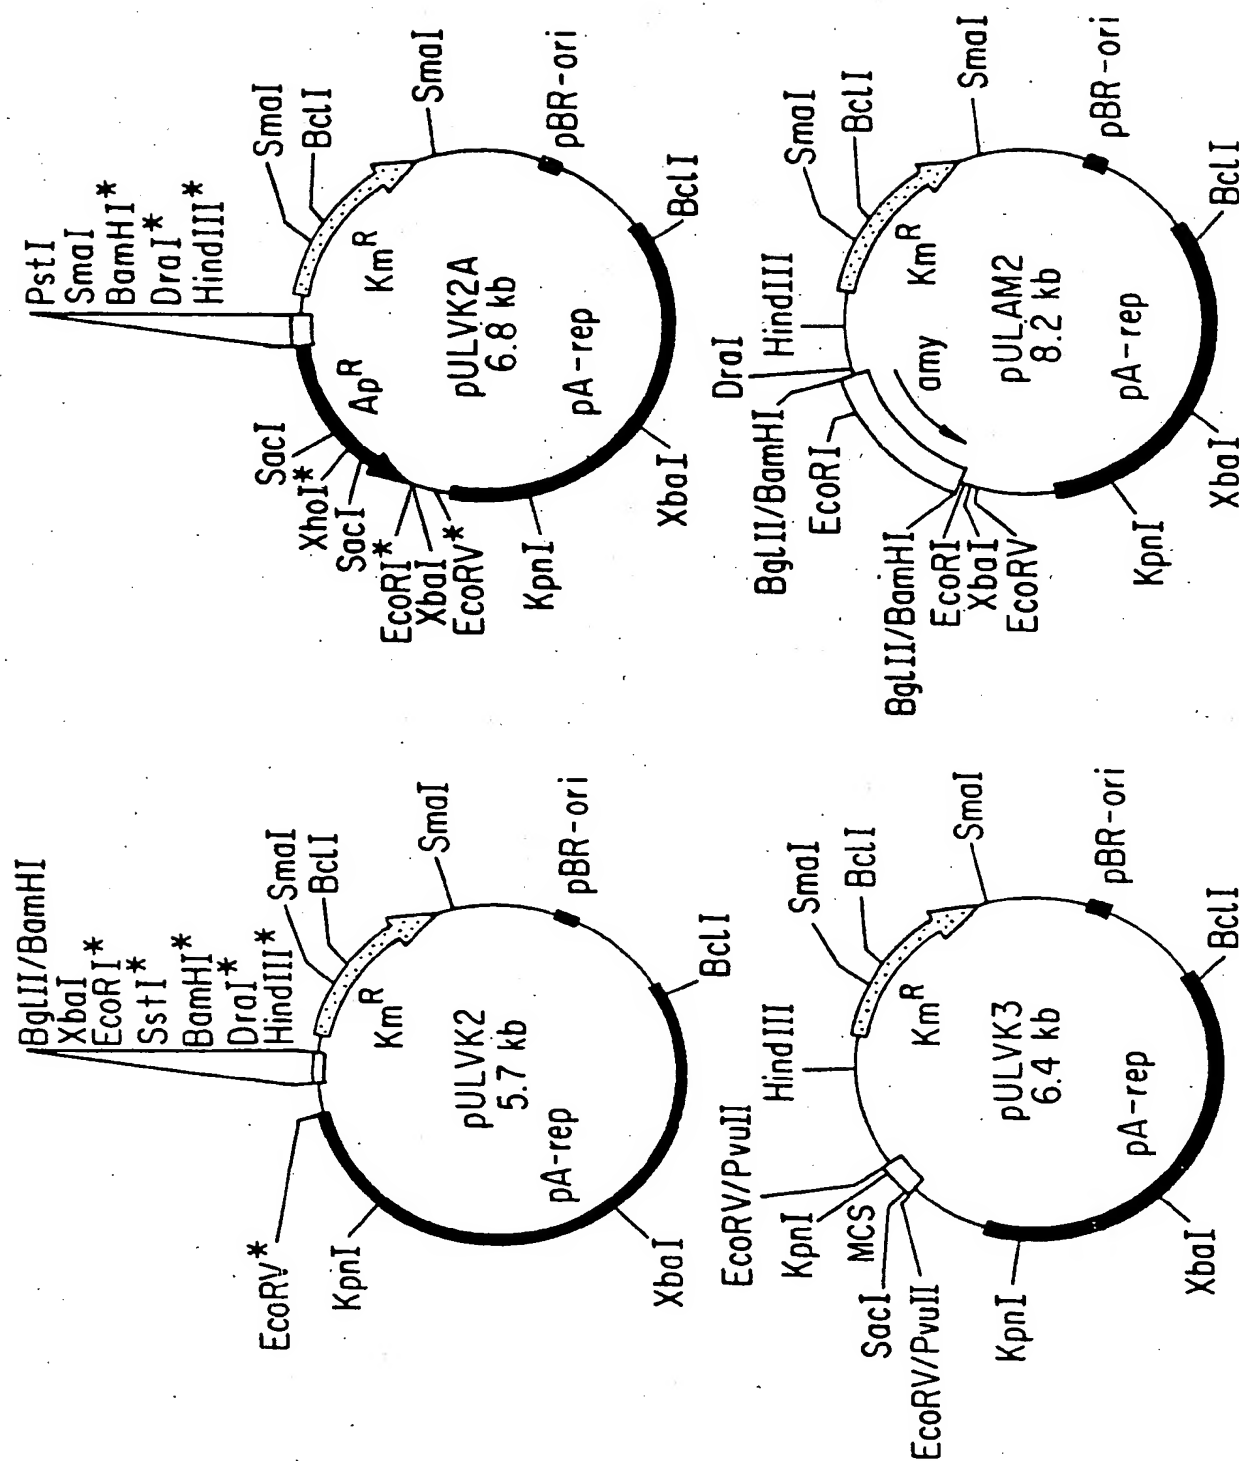 BglII/BamHI
XbaI
EcoRI*
SstI*
BamHI*
DraI*
HindIII*
SmaI
BclI
SmaI
pBR-ori
BclI
XbaI
KpnI
EcoRV*
Km^R
pULVK2
5.7 kb
pA-rep
PstI
SmaI
BamHI*
DraI*
HindIII*
SmaI
BclI
SmaI
pBR-ori
BclI
XbaI
KpnI
EcoRV*
XbaI
EcoRI*
SacI
XhoI*
SacI
Ap^R
Km^R
pULVK2A
6.8 kb
pA-rep
HindIII
SmaI
BclI
SmaI
pBR-ori
BclI
XbaI
KpnI
EcoRV/PvuII
SacI
MCS
KpnI
EcoRV/PvuII
Km^R
pULVK3
6.4 kb
pA-rep
DraI
HindIII
SmaI
BclI
SmaI
pBR-ori
BclI
XbaI
KpnI
EcoRV
XbaI
EcoRI
BglII/BamHI
EcoRI
BglII/BamHI
amy
Km^R
pULAM2
8.2 kb
pA-rep